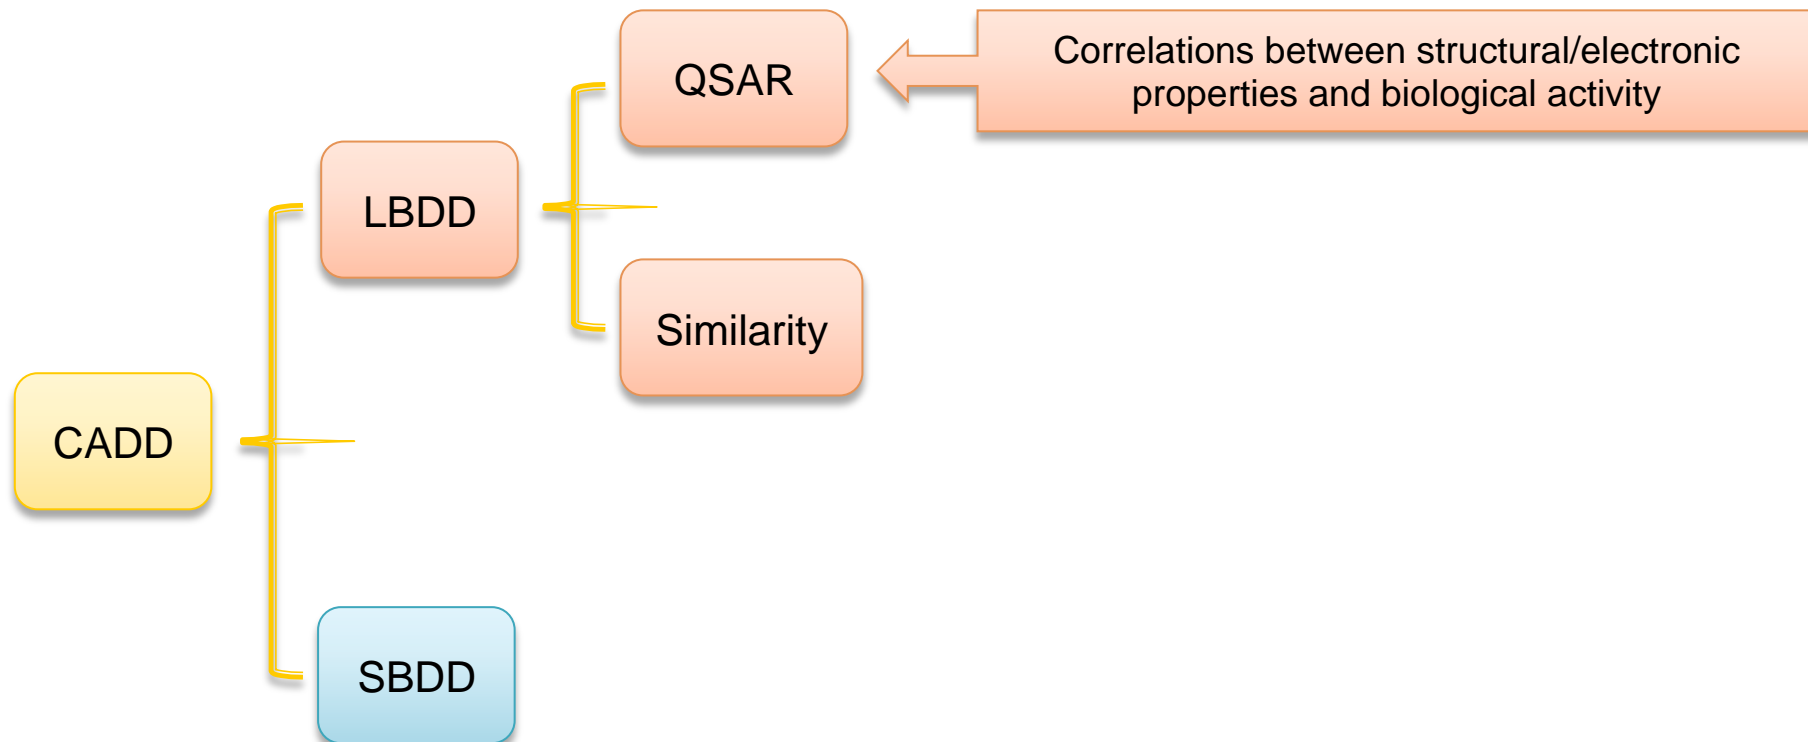 QSAR
Correlations between structural/electronic
properties and biological activity
LBDD
Similarity
CADD
SBDD